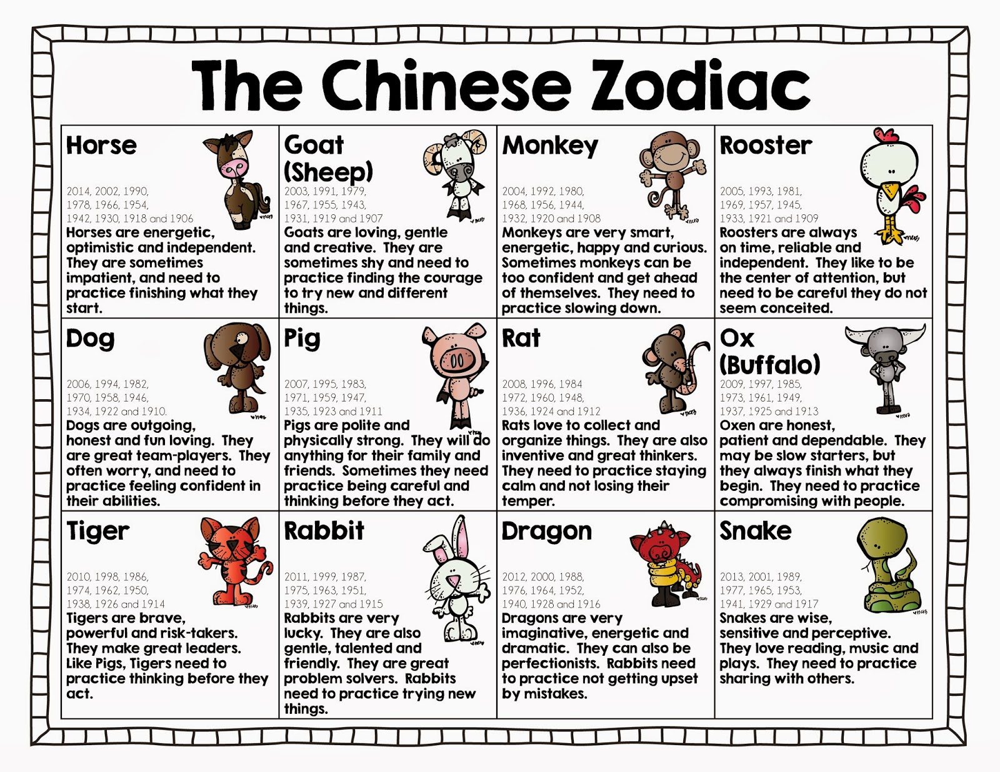 The Chinese Zodiac
Horse
2014, 2002, 1990,
1978, 1966, 1954,
1942, 1930, 1918 and 1906
Horses are energetic,
optimistic and independent.
They are sometimes
impatient, and need to
practice finishing what they
start.
Goat
(Sheep)
2003, 1991, 1979,
1967, 1955, 1943,
1931, 1919 and 1907
Goats are loving, gentle
and creative. They are
sometimes shy and need to
practice finding the courage
to try new and different
things.
Monkey
2004, 1992, 1980,
1968, 1956, 1944,
1932, 1920 and 1908
Monkeys are very smart,
energetic, happy and curious.
Sometimes monkeys can be
too confident and get ahead
of themselves. They need to
practice slowing down.
Rooster
2005, 1993, 1981,
1969, 1957, 1945,
1933, 1921 and 1909
Roosters are always
on time, reliable and
independent. They like to be
the center of attention, but
need to be careful they do not
seem conceited.
Dog
2006, 1994, 1982,
1970, 1958, 1946,
1934, 1922 and 1910.
Dogs are outgoing,
honest and fun loving. They
are great team-players. They
often worry, and need to
practice feeling confident in
their abilities.
Pig
2007, 1995, 1983,
1971, 1959, 1947,
1935, 1923 and 1911
Pigs are polite and
physically strong. They will do
anything for their family and
friends. Sometimes they need
practice being careful and
thinking before they act.
Rat
2008, 1996, 1984
1972, 1960, 1948,
1936, 1924 and 1912
Rats love to collect and
organize things. They are also
inventive and great thinkers.
They need to practice staying
calm and not losing their
temper.
Ox
(Buffalo)
2009, 1997, 1985,
1973, 1961, 1949,
1937, 1925 and 1913
Oxen are honest,
patient and dependable. They
may be slow starters, but
they always finish what they
begin. They need to practice
compromising with people.
Tiger
2010, 1998, 1986,
1974, 1962, 1950,
1938, 1926 and 1914
Tigers are brave,
powerful and risk-takers.
They make great leaders.
Like Pigs, Tigers need to
practice thinking before they
act.
Rabbit
2011, 1999, 1987,
1975, 1963, 1951,
1939, 1927 and 1915
Rabbits are very
lucky. They are also
gentle, talented and
friendly. They are great
problem solvers. Rabbits
need to practice trying new
things.
Dragon
2012, 2000, 1988,
1976, 1964, 1952,
1940, 1928 and 1916
Dragons are very
imaginative, energetic and
dramatic. They can also be
perfectionists. Rabbits need
to practice not getting upset
by mistakes.
Snake
2013, 2001, 1989,
1977, 1965, 1953,
1941, 1929 and 1917
Snakes are wise,
sensitive and perceptive.
They love reading, music and
plays. They need to practice
sharing with others.